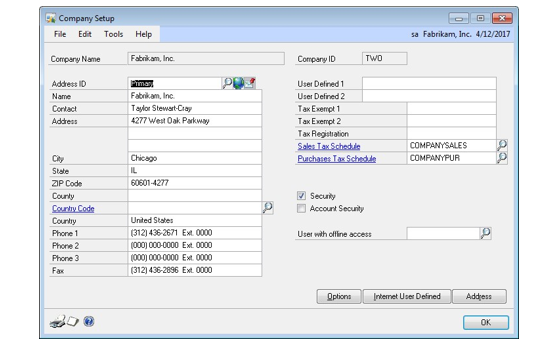 Company Setup
File Edit Tools Help
sa Fabrikam, Inc. 4/12/2017
Company Name Fabrikam, Inc. Company ID TWO
Address ID Primary
Name Fabrikam, Inc.
Contact Taylor Stewart-Cray
Address 4277 West Oak Parkway
City Chicago
State IL
ZIP Code 60601-4277
County
Country Code
Country United States
Phone 1 (312) 436-2671 Ext. 0000
Phone 2 (000) 000-0000 Ext. 0000
Phone 3 (000) 000-0000 Ext. 0000
Fax (312) 436-2896 Ext. 0000
User Defined 1
User Defined 2
Tax Exempt 1
Tax Exempt 2
Tax Registration
Sales Tax Schedule COMPANYSALES
Purchases Tax Schedule COMPANYPUR
Security
Account Security
User with offline access
Options Internet User Defined Address
OK